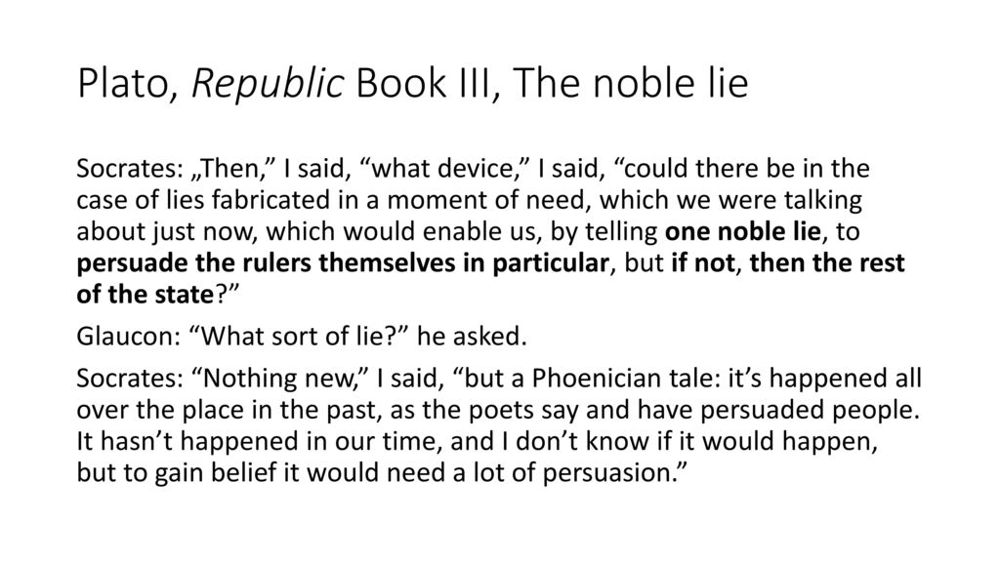 Plato, Republic Book III, The noble lie
Socrates: „Then,” I said, “what device,” I said, “could there be in the
case of lies fabricated in a moment of need, which we were talking
about just now, which would enable us, by telling one noble lie, to
persuade the rulers themselves in particular, but if not, then the rest
of the state?”
Glaucon: “What sort of lie?” he asked.
Socrates: “Nothing new,” I said, “but a Phoenician tale: it’s happened all
over the place in the past, as the poets say and have persuaded people.
It hasn’t happened in our time, and I don’t know if it would happen,
but to gain belief it would need a lot of persuasion.”